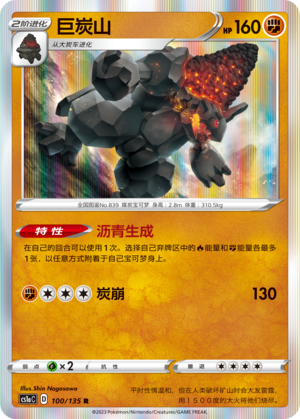 2阶进化
巨炭山
HP 160
从大炭车进化
全国图鉴No.839 煤炭宝可梦 身高：2.8m 体重：310.5kg
特性 沥青生成
在自己的回合可以使用1次。选择自己弃牌区中的能量和能量各最多
1张，以任意方式附着于自己宝可梦身上。
炭崩 130
弱点 ×2 抗性 撤退
Illus.Shin Nagasawa
CS1aC D 100/135 R
平时性情温和，但在人类破坏矿山时会大发雷霆，
用1500度的大火将他们烧尽。
©2023 Pokémon/Nintendo/Creatures/GAME FREAK.